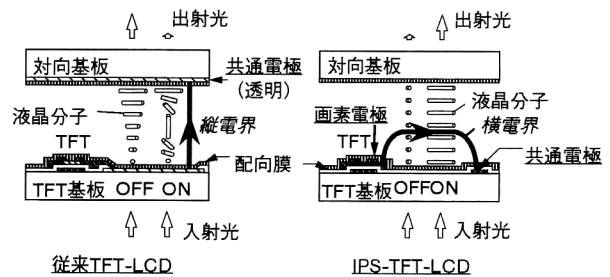 出射光
対向基板
共通電極
(透明)
液晶分子
縦電界
TFT
配向膜
TFT基板 OFF ON
入射光
従来TFT-LCD
出射光
対向基板
液晶分子
画素電極
横電界
TFT
共通電極
TFT基板 OFFON
入射光
IPS-TFT-LCD